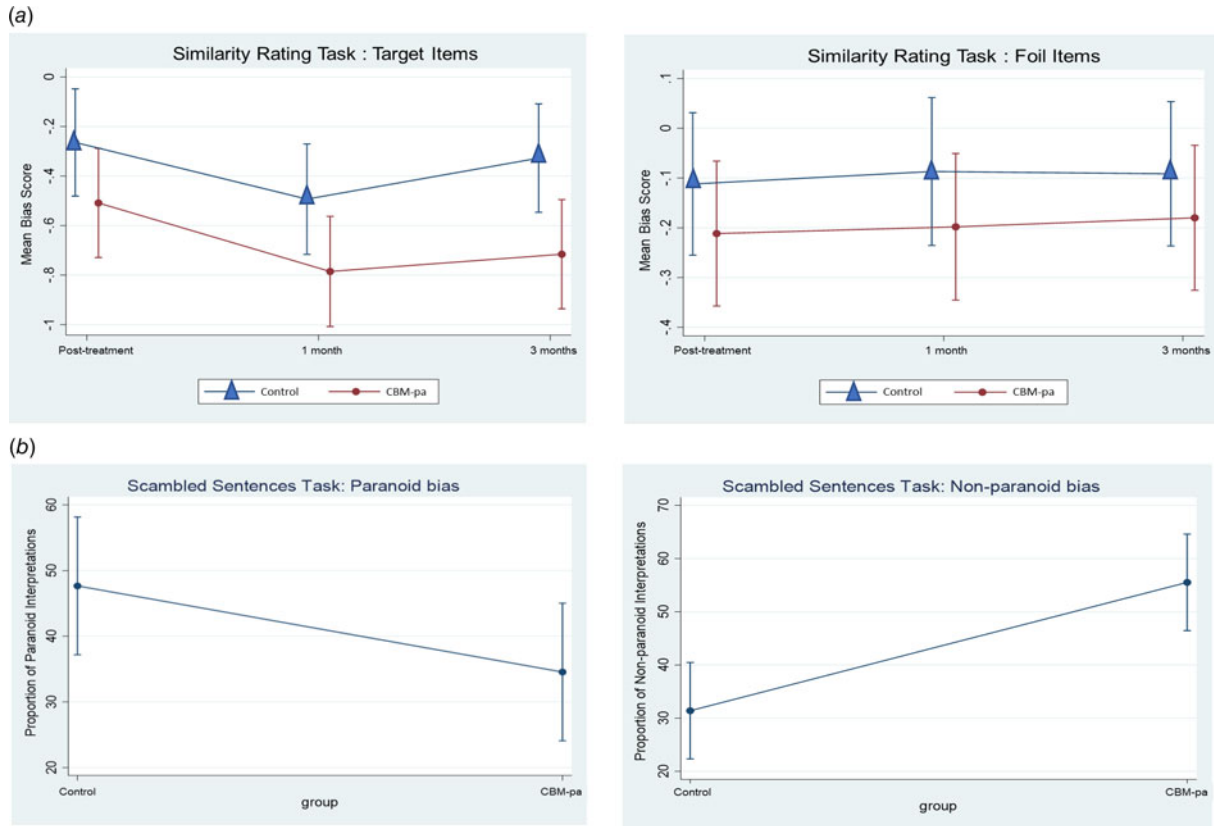 (a)
Similarity Rating Task : Target Items
Mean Bias Score
0
-.2
-.4
-.6
-.8
-1
Post-treatment 1 month 3 months
Control CBM-pa
Similarity Rating Task : Foil Items
Mean Bias Score
.1
0
-.1
-.2
-.3
-.4
Post-treatment 1 month 3 months
Control CBM-pa
(b)
Scambled Sentences Task: Paranoid bias
Proportion of Paranoid Interpretations
60
50
40
30
20
Control CBM-pa
group
Scambled Sentences Task: Non-paranoid bias
Proportion of Non-paranoid Interpretations
70
60
50
40
30
20
Control CBM-pa
group